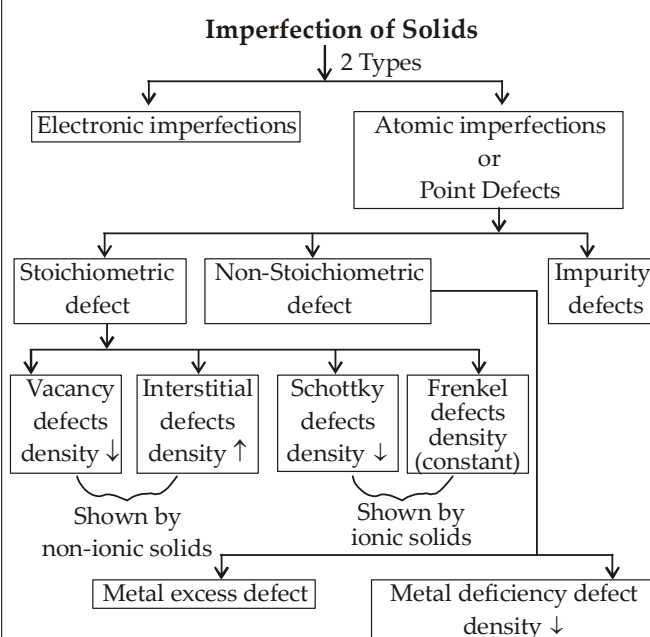 Imperfection of Solids
2 Types
Electronic imperfections
Atomic imperfections
or
Point Defects
Stoichiometric
defect
Non-Stoichiometric
defect
Impurity
defects
Vacancy
defects
density ↓
Interstitial
defects
density ↑
Schottky
defects
density ↓
Frenkel
defects
density
(constant)
Shown by
non-ionic solids
Shown by
ionic solids
Metal excess defect
Metal deficiency defect
density ↓